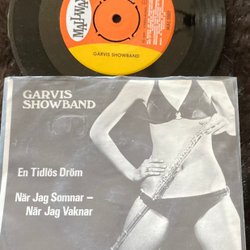 GARVIS SHOWBAND
GARVIS
SHOWBAND
En Tidlös Dröm
När Jag Somnar –
När Jag Vaknar